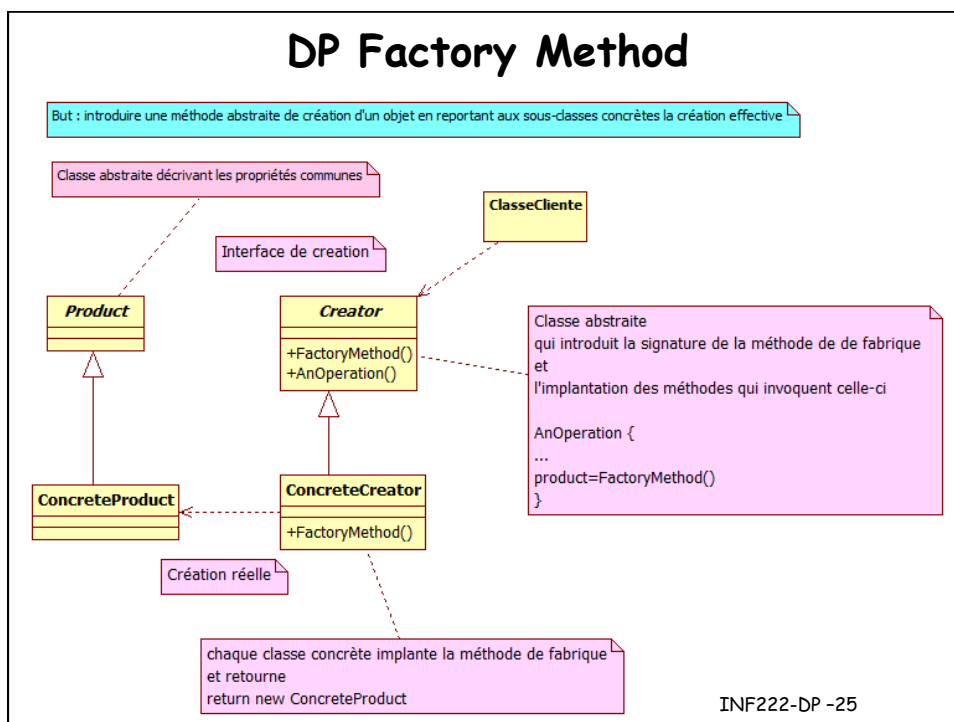 DP Factory Method
But : introduire une méthode abstraite de création d'un objet en reportant aux sous-classes concrètes la création effective
Classe abstraite décrivant les propriétés communes
ClasseCliente
Interface de creation
Product
Creator
+FactoryMethod()
+AnOperation()
Classe abstraite
qui introduit la signature de la méthode de de fabrique
et
l'implantation des méthodes qui invoquent celle-ci
AnOperation {
...
product=FactoryMethod()
}
ConcreteProduct
ConcreteCreator
+FactoryMethod()
Création réelle
chaque classe concrète implante la méthode de fabrique
et retourne
return new ConcreteProduct
INF222-DP –25